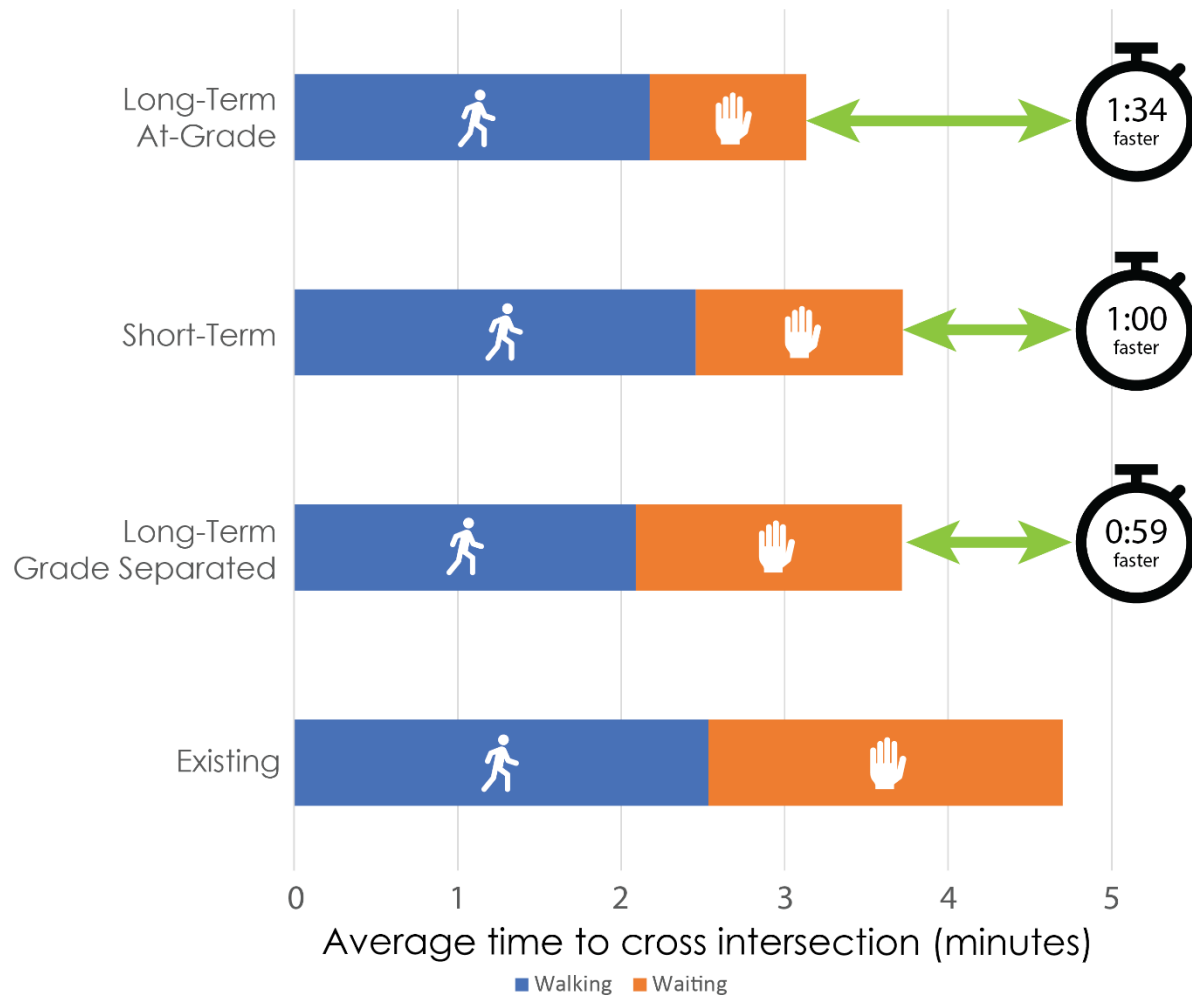 Long-Term
At-Grade
1:34
faster
Short-Term
1:00
faster
Long-Term
Grade Separated
0:59
faster
Existing
0 1 2 3 4 5
Average time to cross intersection (minutes)
Walking Waiting